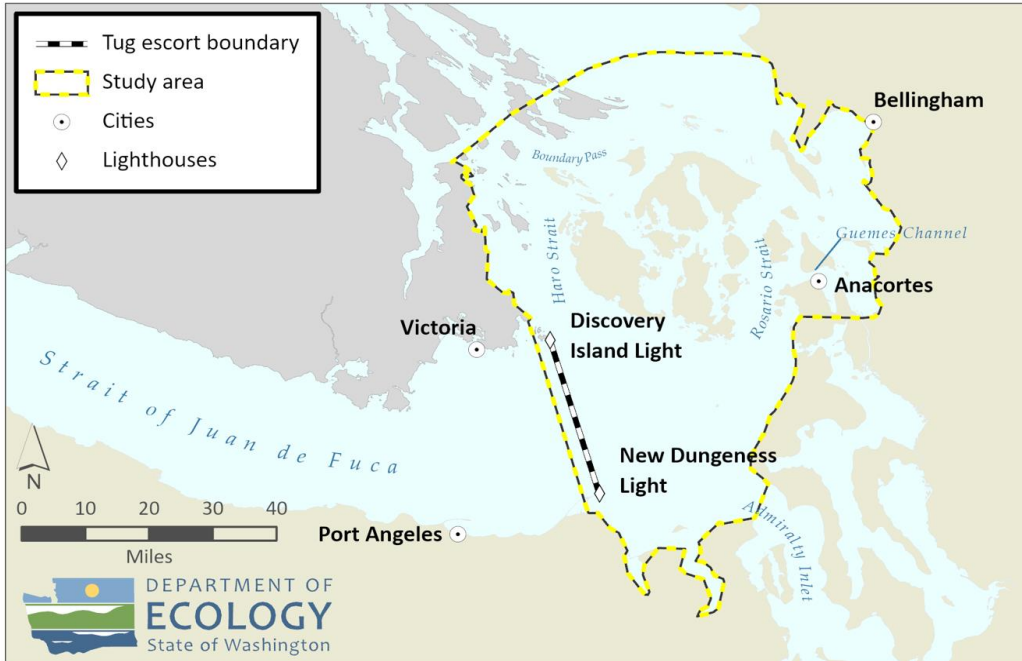 Tug escort boundary
Study area
Cities
Lighthouses
Bellingham
Boundary Pass
Haro Strait
Guemes Channel
Rosario Strait
Anacortes
Victoria
Discovery
Island Light
Strait of Juan de Fuca
New Dungeness
Light
N
0 10 20 30 40
Miles
Port Angeles
Admiralty Inlet
DEPARTMENT OF
ECOLOGY
State of Washington